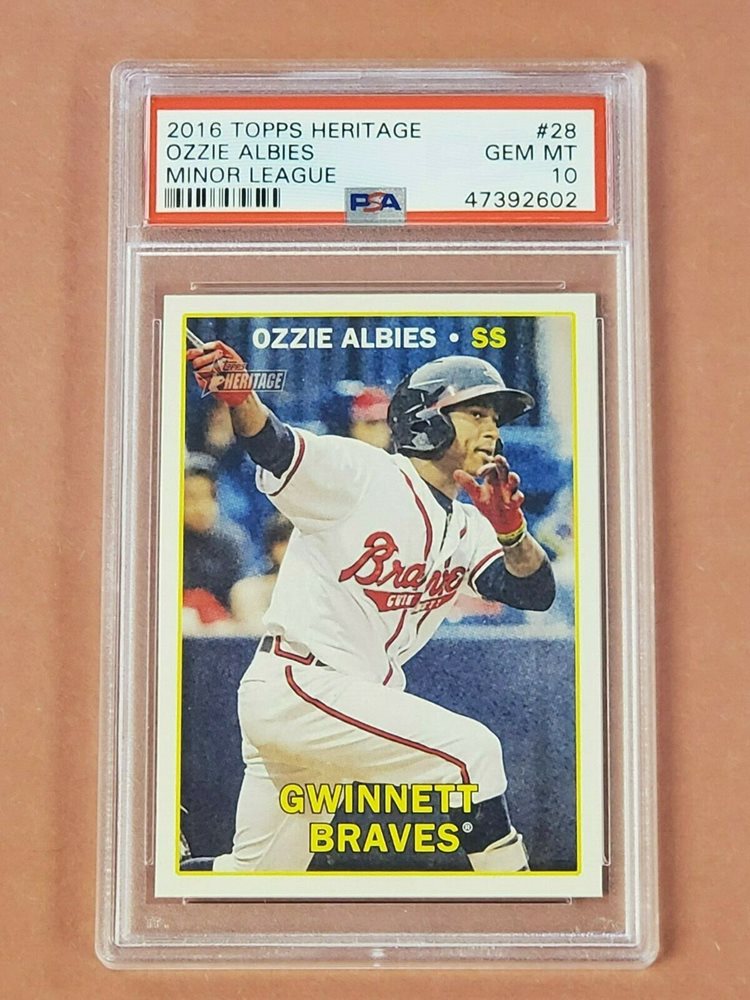 2016 TOPPS HERITAGE #28
OZZIE ALBIES GEM MT
MINOR LEAGUE 10
PSA 47392602
OZZIE ALBIES • SS
TOPPS
HERITAGE
Braves
GWINNETT
BRAVES®